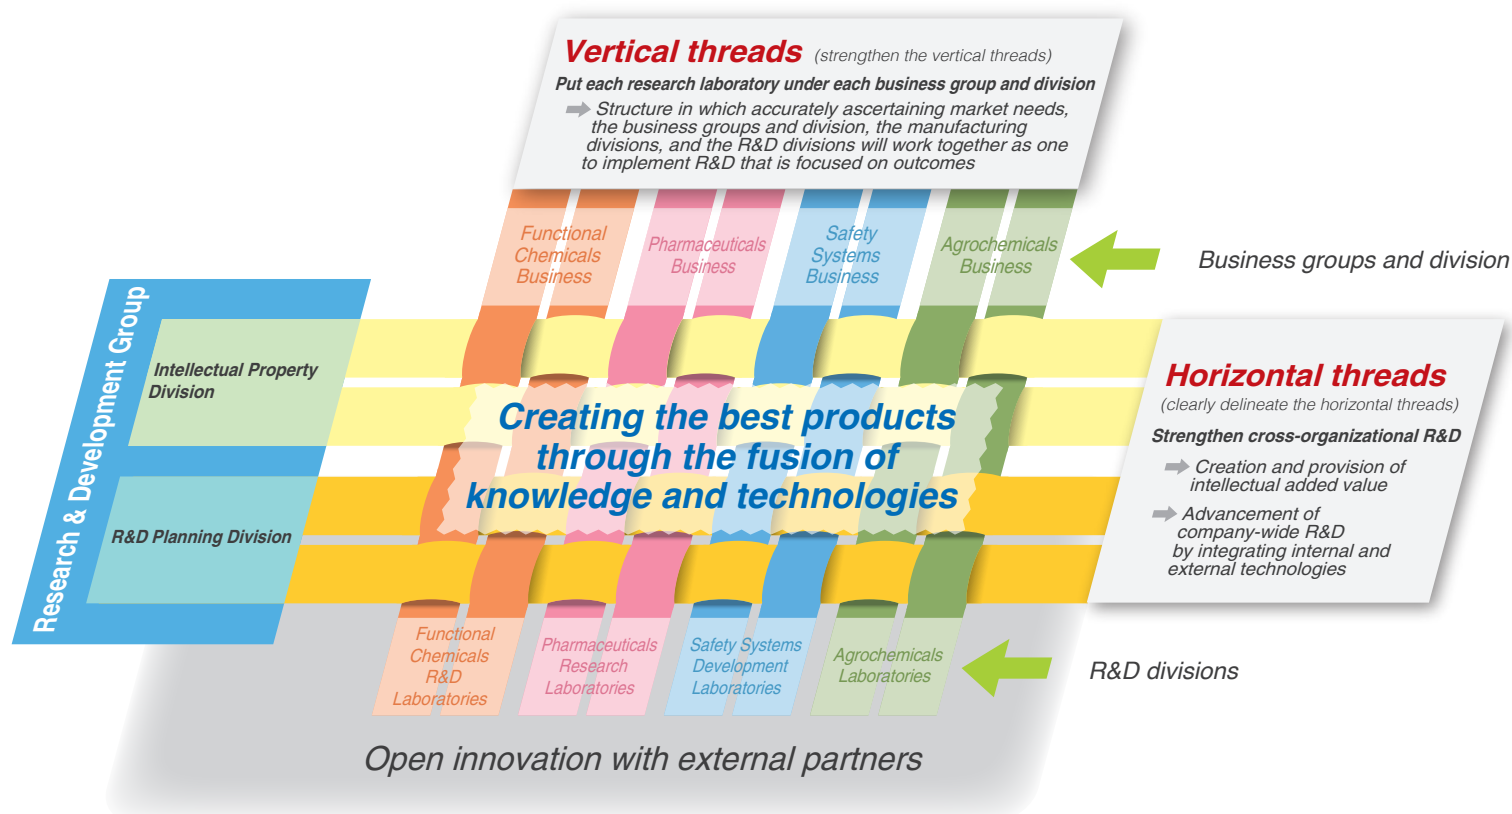 Vertical threads (strengthen the vertical threads)
Put each research laboratory under each business group and division
Structure in which accurately ascertaining market needs,
the business groups and division, the manufacturing
divisions, and the R&D divisions will work together as one
to implement R&D that is focused on outcomes
Functional
Chemicals
Business
Pharmaceuticals
Business
Safety
Systems
Business
Agrochemicals
Business
Business groups and division
Research & Development Group
Intellectual Property
Division
R&D Planning Division
Creating the best products
through the fusion of
knowledge and technologies
Horizontal threads
(clearly delineate the horizontal threads)
Strengthen cross-organizational R&D
Creation and provision of
intellectual added value
Advancement of
company-wide R&D
by integrating internal and
external technologies
Functional
Chemicals
R&D
Laboratories
Pharmaceuticals
Research
Laboratories
Safety Systems
Development
Laboratories
Agrochemicals
Laboratories
R&D divisions
Open innovation with external partners